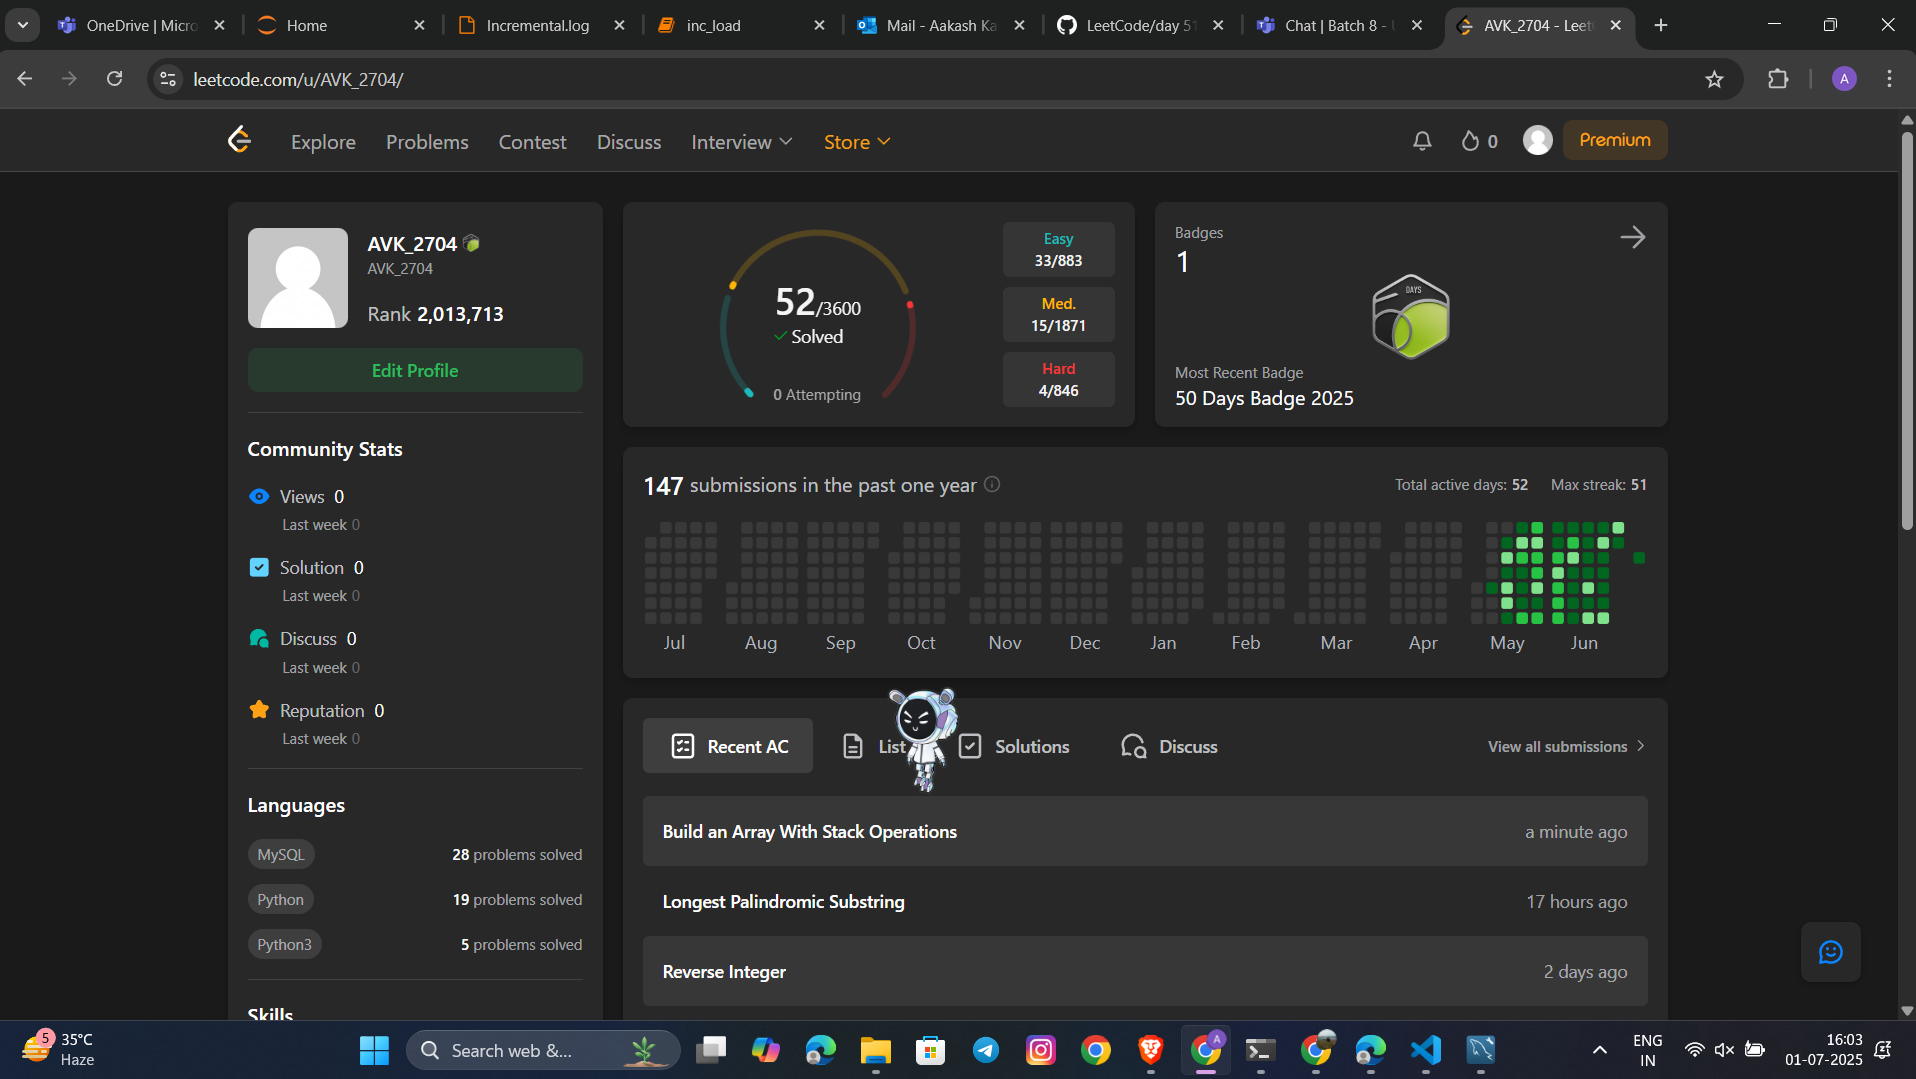 OneDrive | Micro
Home
Incremental.log
inc_load
Mail - Aakash Ka
LeetCode/day 51
Chat | Batch 8 -
AVK_2704 - Leet
leetcode.com/u/AVK_2704/
A
Explore
Problems
Contest
Discuss
Interview
Store
0
Premium
AVK_2704
AVK_2704
Rank 2,013,713
Edit Profile
Community Stats
Views 0
Last week 0
Solution 0
Last week 0
Discuss 0
Last week 0
Reputation 0
Last week 0
Languages
MySQL 28 problems solved
Python 19 problems solved
Python3 5 problems solved
Skills
52/3600
Solved
0 Attempting
Easy
33/883
Med.
15/1871
Hard
4/846
Badges
1
DAYS
Most Recent Badge
50 Days Badge 2025
147 submissions in the past one year
Total active days: 52 Max streak: 51
Jul Aug Sep Oct Nov Dec Jan Feb Mar Apr May Jun
Recent AC
List
Solutions
Discuss
View all submissions
Build an Array With Stack Operations a minute ago
Longest Palindromic Substring 17 hours ago
Reverse Integer 2 days ago
5
35°C
Haze
Search web &...
A
ENG
IN
16:03
01-07-2025